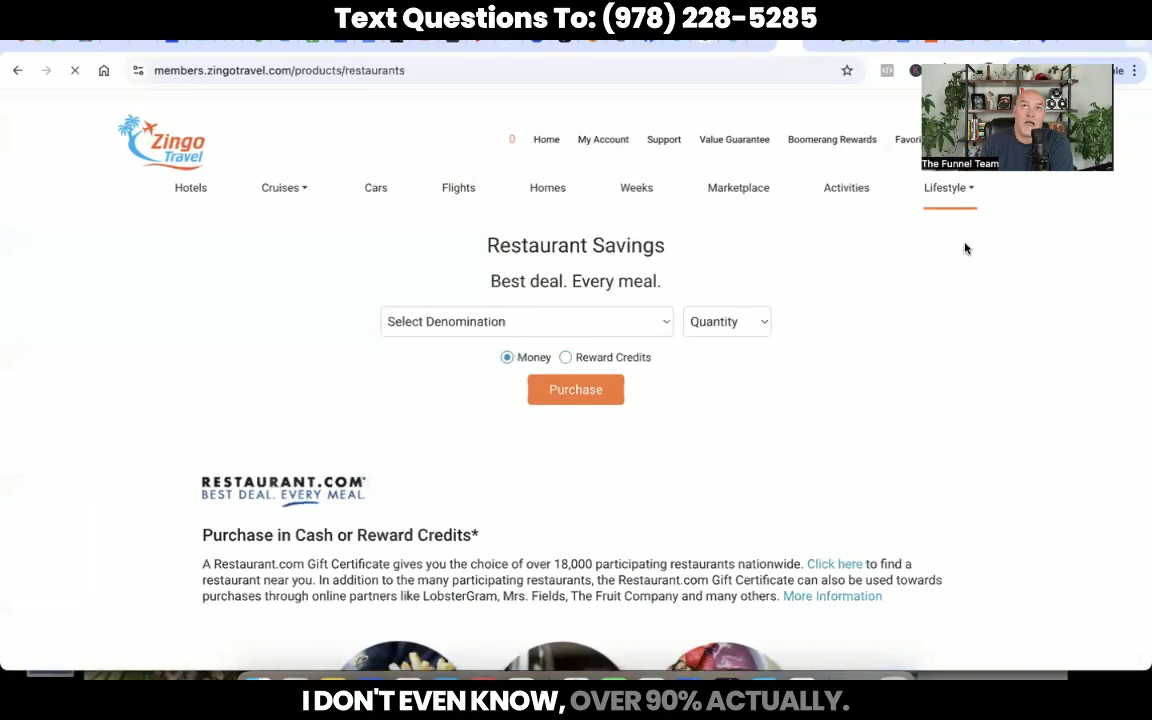 Text Questions To: (978) 228-5285
members.zingotravel.com/products/restaurants
Zingo
Travel
0 Home My Account Support Value Guarantee Boomerang Rewards Favori
The Funnel Team
Hotels Cruises Cars Flights Homes Weeks Marketplace Activities Lifestyle
Restaurant Savings
Best deal. Every meal.
Select Denomination Quantity
Money Reward Credits
Purchase
RESTAURANT.COM
BEST DEAL. EVERY MEAL.
Purchase in Cash or Reward Credits*
A Restaurant.com Gift Certificate gives you the choice of over 18,000 participating restaurants nationwide. Click here to find a
restaurant near you. In addition to the many participating restaurants, the Restaurant.com Gift Certificate can also be used towards
purchases through online partners like LobsterGram, Mrs. Fields, The Fruit Company and many others. More Information
I DON'T EVEN KNOW, OVER 90% ACTUALLY.